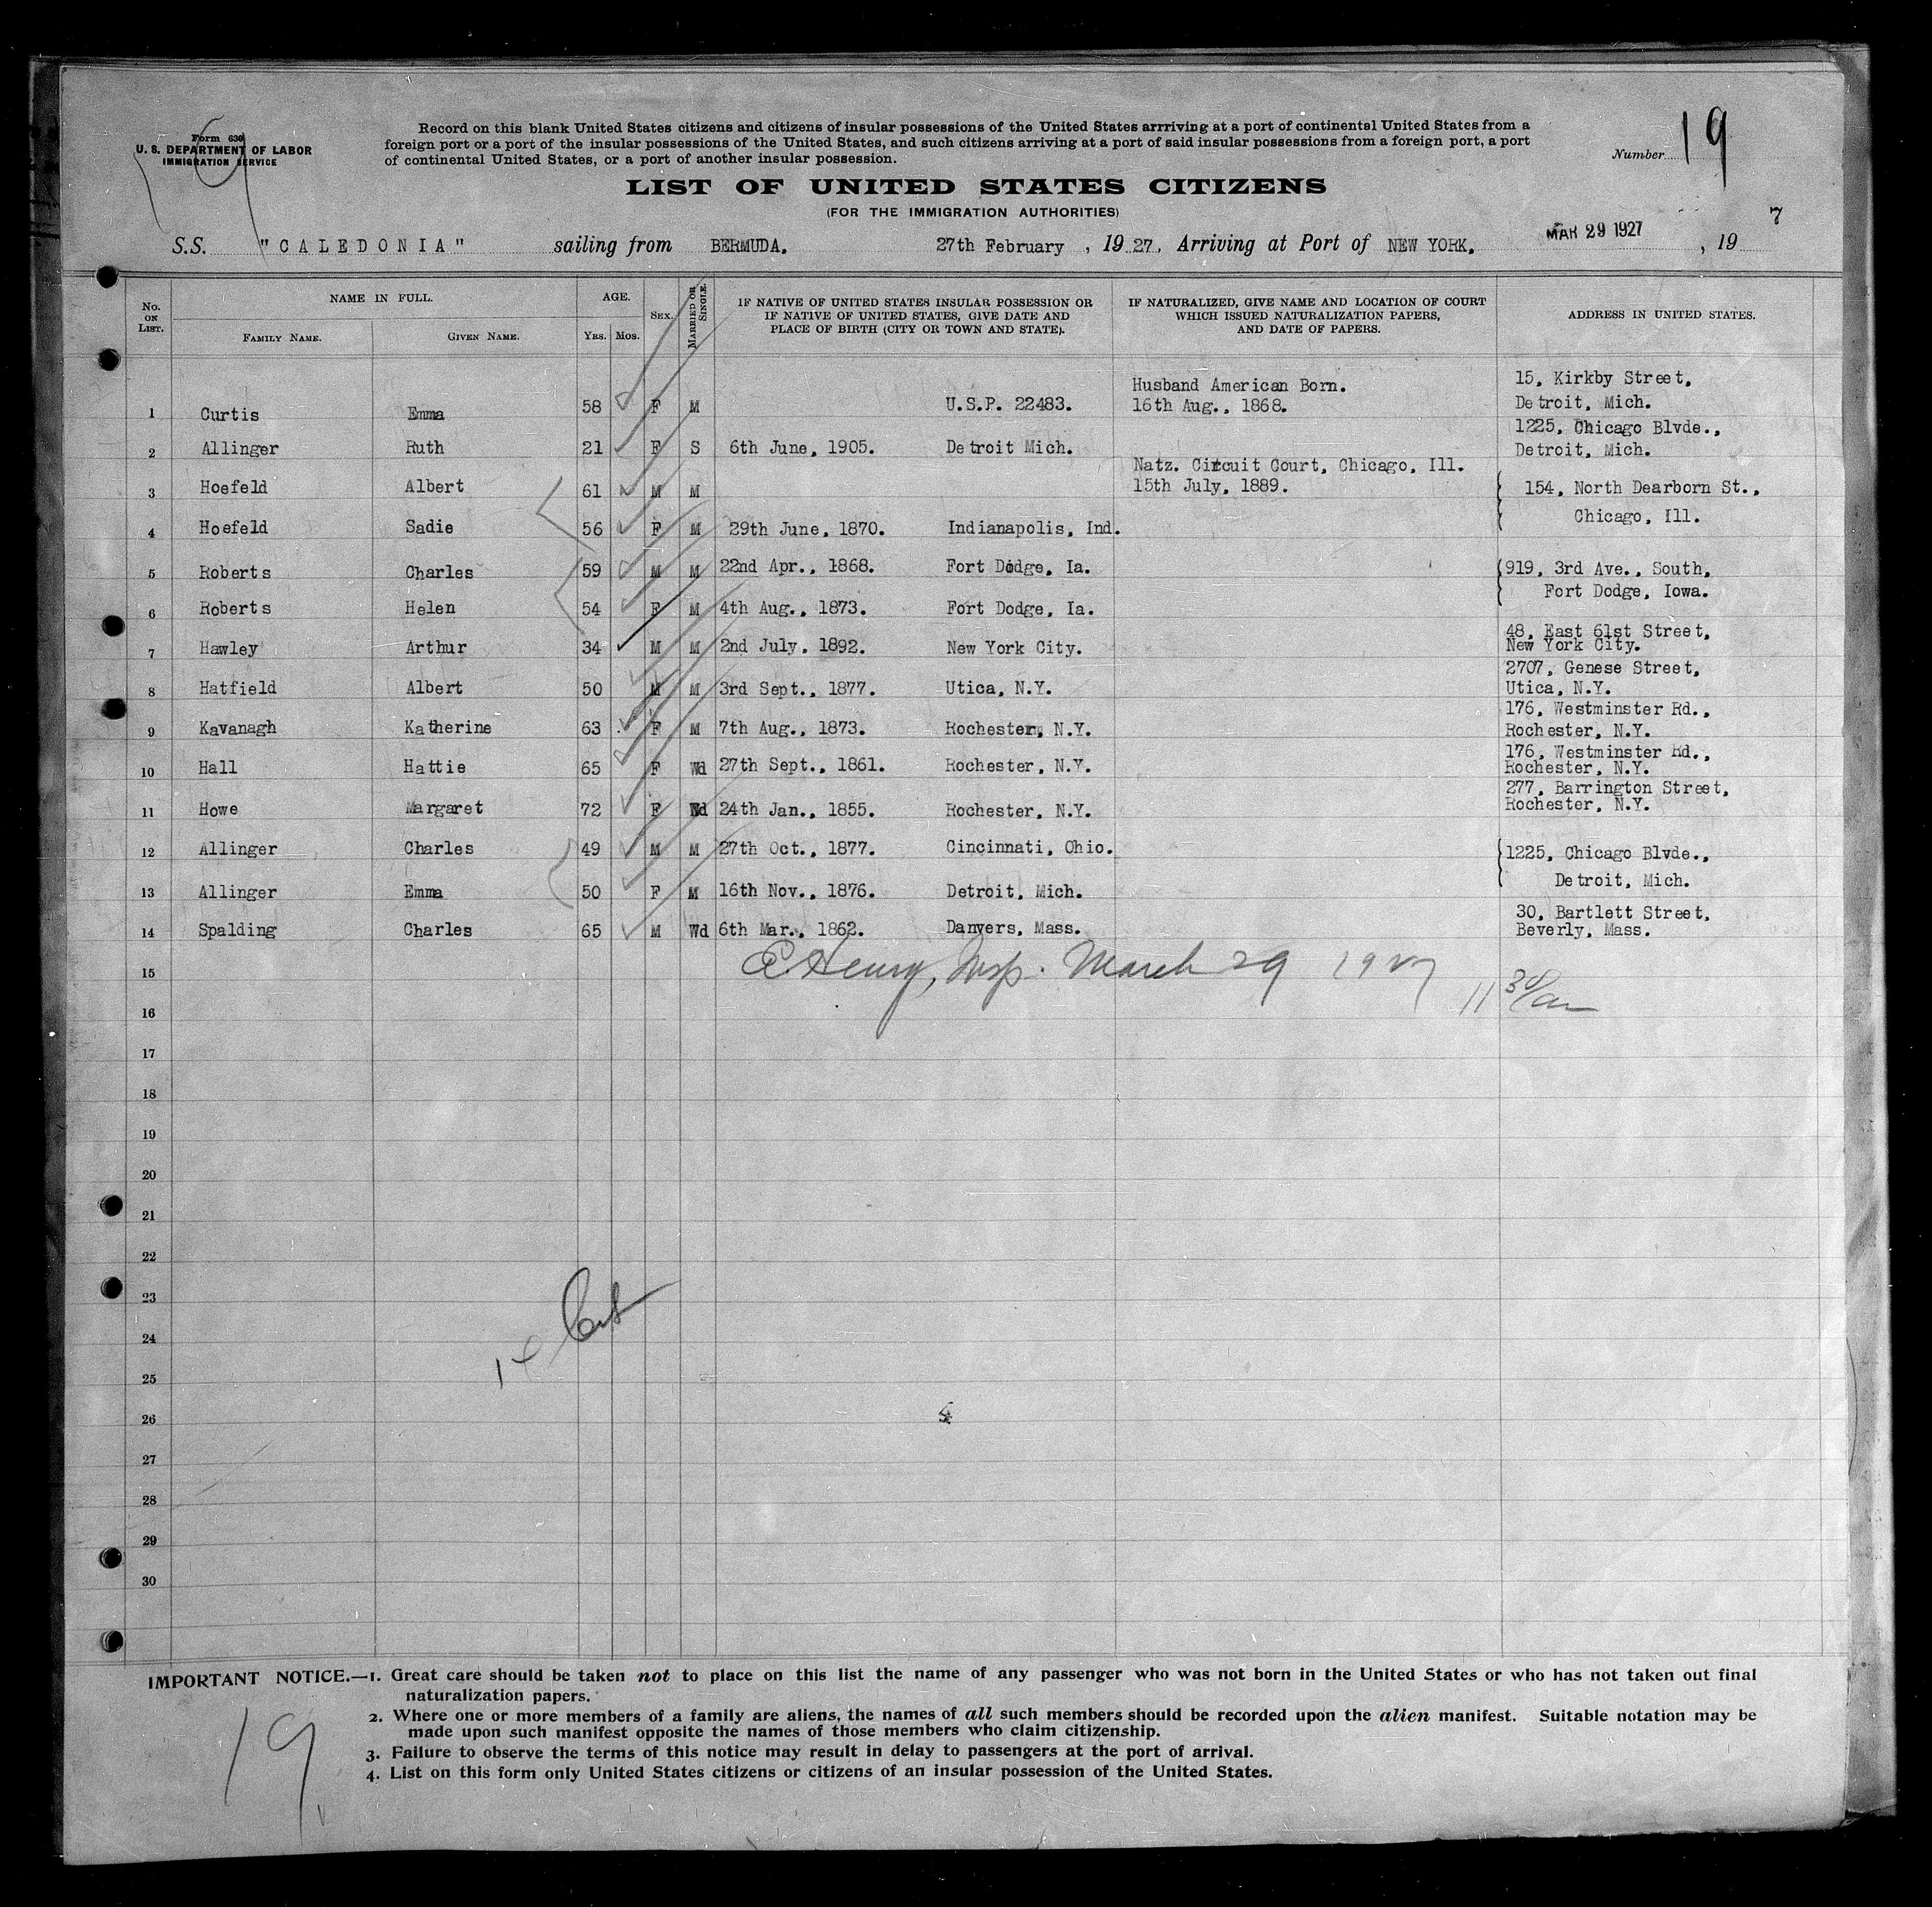 Form 630
U. S. DEPARTMENT OF LABOR
IMMIGRATION SERVICE
Record on this blank United States citizens and citizens of insular possessions of the United States arrriving at a port of continental United States from a
foreign port or a port of the insular possessions of the United States, and such citizens arriving at a port of said insular possessions from a foreign port, a port
of continental United States, or a port of another insular possession.
Number 19
LIST OF UNITED STATES CITIZENS
(FOR THE IMMIGRATION AUTHORITIES)
S.S. "CALEDONIA" sailing from BERMUDA, 27th February, 1927, Arriving at Port of NEW YORK, MAR 29 1927, 19 7
No. ON LIST. NAME IN FULL. AGE. SEX. MARRIED OR SINGLE. IF NATIVE OF UNITED STATES INSULAR POSSESSION OR IF NATIVE OF UNITED STATES, GIVE DATE AND PLACE OF BIRTH (CITY OR TOWN AND STATE). IF NATURALIZED, GIVE NAME AND LOCATION OF COURT WHICH ISSUED NATURALIZATION PAPERS, AND DATE OF PAPERS. ADDRESS IN UNITED STATES.
FAMILY NAME. GIVEN NAME. YRS. MOS.
1 Curtis Emma 58 F M U.S.P. 22483. Husband American Born. 16th Aug., 1868. 15, Kirkby Street, Detroit, Mich.
2 Allinger Ruth 21 F S 6th June, 1905. Detroit Mich. 1225, Chicago Blvde., Detroit, Mich.
3 Hoefeld Albert 61 M M Natz. Circuit Court, Chicago, Ill. 15th July, 1889. 154, North Dearborn St.,
4 Hoefeld Sadie 56 F M 29th June, 1870. Indianapolis, Ind. Chicago, Ill.
5 Roberts Charles 59 M M 22nd Apr., 1868. Fort Dodge, Ia. 919, 3rd Ave., South,
6 Roberts Helen 54 F M 4th Aug., 1873. Fort Dodge, Ia. Fort Dodge, Iowa.
7 Hawley Arthur 34 M M 2nd July, 1892. New York City. 48, East 61st Street, New York City.
8 Hatfield Albert 50 M M 3rd Sept., 1877. Utica, N.Y. 2707, Genese Street, Utica, N.Y.
9 Kavanagh Katherine 63 F M 7th Aug., 1873. Rochester, N.Y. 176, Westminster Rd., Rochester, N.Y.
10 Hall Hattie 65 F Wd 27th Sept., 1861. Rochester, N.Y. 176, Westminster Rd., Rochester, N.Y.
11 Howe Margaret 72 F Wd 24th Jan., 1855. Rochester, N.Y. 277, Barrington Street, Rochester, N.Y.
12 Allinger Charles 49 M M 27th Oct., 1877. Cincinnati, Ohio. 1225, Chicago Blvde.,
13 Allinger Emma 50 F M 16th Nov., 1876. Detroit, Mich. Detroit, Mich.
14 Spalding Charles 65 M Wd 6th Mar., 1862. Danvers, Mass. 30, Bartlett Street, Beverly, Mass.
15 Henry, Insp. March 29 1927
16 11 30/am
17
18
19
20
21
22
23
24
25
26
27
28
29
30
IMPORTANT NOTICE.—1. Great care should be taken not to place on this list the name of any passenger who was not born in the United States or who has not taken out final
naturalization papers.
2. Where one or more members of a family are aliens, the names of all such members should be recorded upon the alien manifest. Suitable notation may be
made upon such manifest opposite the names of those members who claim citizenship.
3. Failure to observe the terms of this notice may result in delay to passengers at the port of arrival.
4. List on this form only United States citizens or citizens of an insular possession of the United States.
19